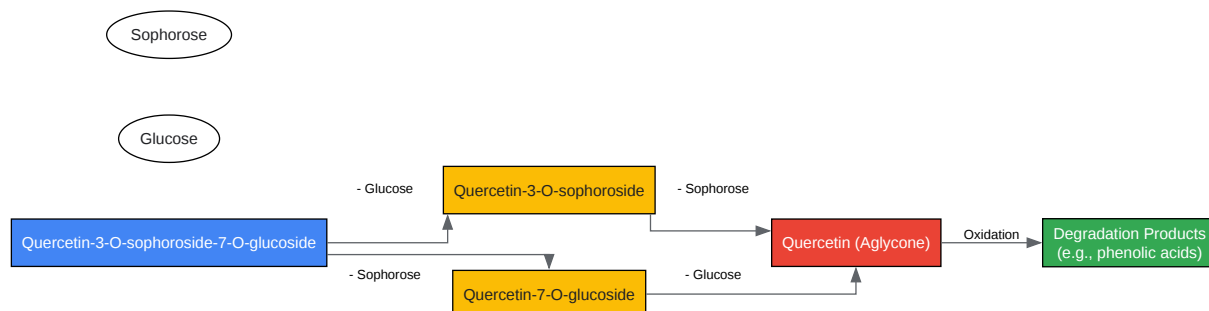 Sophorose
Glucose
- Glucose
Quercetin-3-O-sophoroside
- Sophorose
Quercetin-3-O-sophoroside-7-O-glucoside
Quercetin (Aglycone)
Oxidation
Degradation Products
(e.g., phenolic acids)
- Sophorose
Quercetin-7-O-glucoside
- Glucose